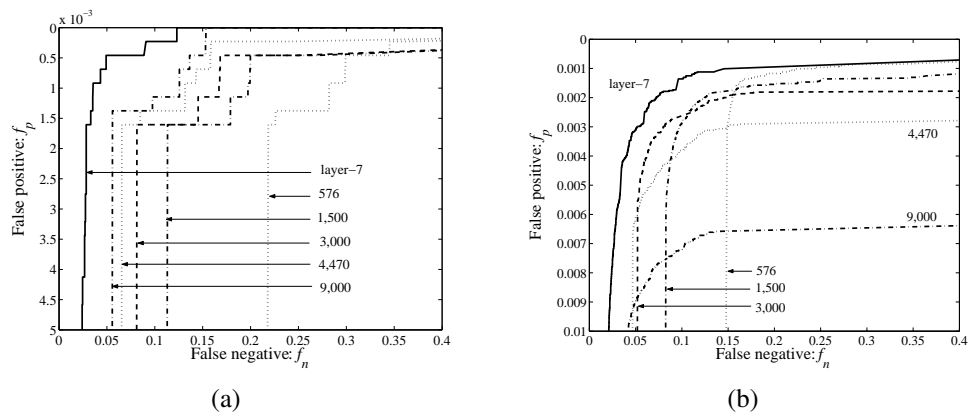 x 10⁻³
0
0.5
1
1.5
2
2.5
3
3.5
4
4.5
5
False positive: f_p
layer−7
576
1,500
3,000
4,470
9,000
0 0.05 0.1 0.15 0.2 0.25 0.3 0.35 0.4
False negative: f_n
(a)
0
0.001
0.002
0.003
0.004
0.005
0.006
0.007
0.008
0.009
0.01
False positive: f_p
layer−7
4,470
9,000
576
1,500
3,000
0 0.05 0.1 0.15 0.2 0.25 0.3 0.35 0.4
False negative: f_n
(b)